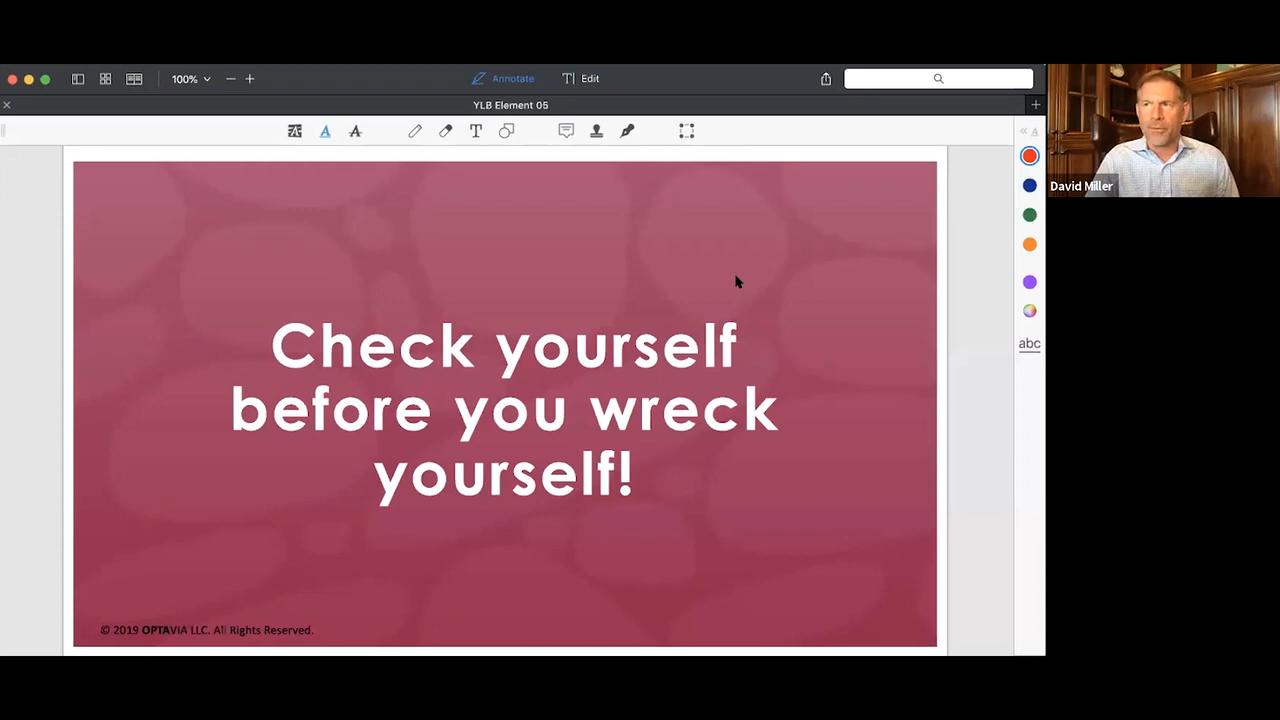 100%
Annotate
T| Edit
YLB Element 05
A A A T
A
David Miller
abc
Check yourself
before you wreck
yourself!
© 2019 OPTAVIA LLC. All Rights Reserved.